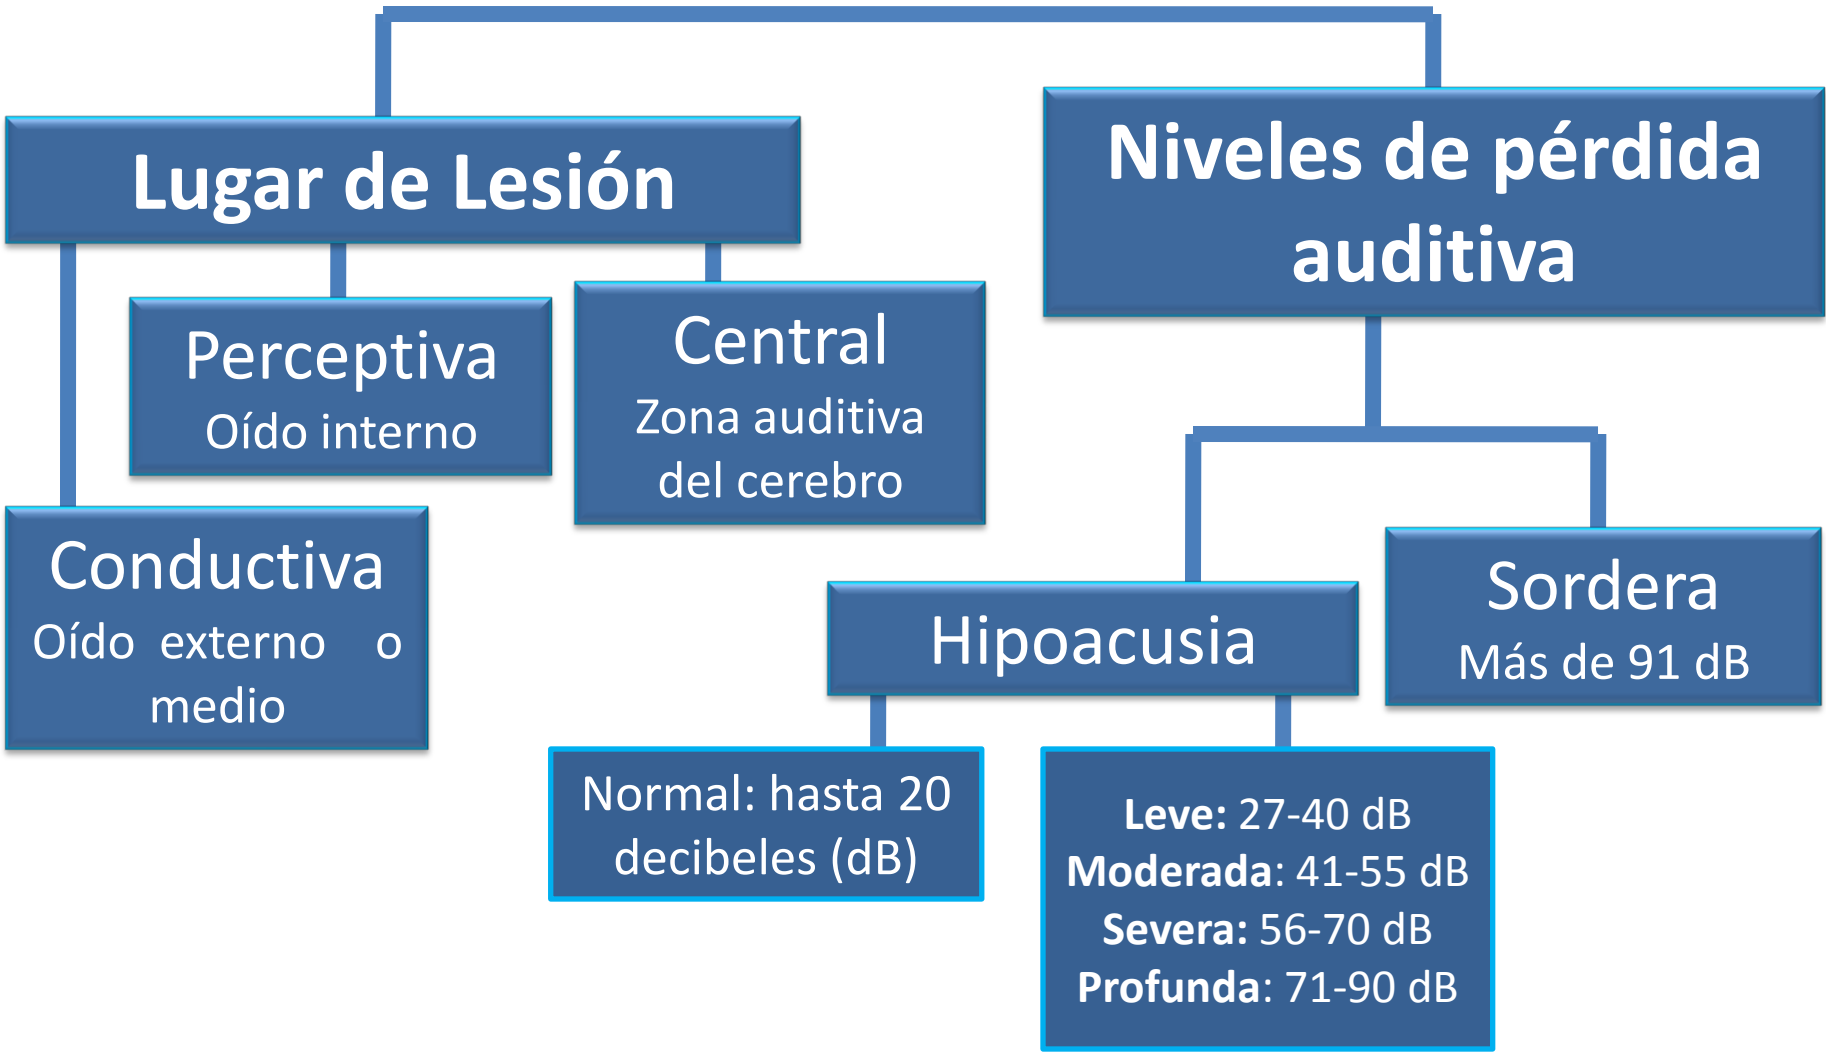 Lugar de Lesión
Perceptiva
Oído interno
Central
Zona auditiva
del cerebro
Conductiva
Oído externo o
medio
Niveles de pérdida
auditiva
Hipoacusia
Normal: hasta 20
decibeles (dB)
Leve: 27-40 dB
Moderada: 41-55 dB
Severa: 56-70 dB
Profunda: 71-90 dB
Sordera
Más de 91 dB